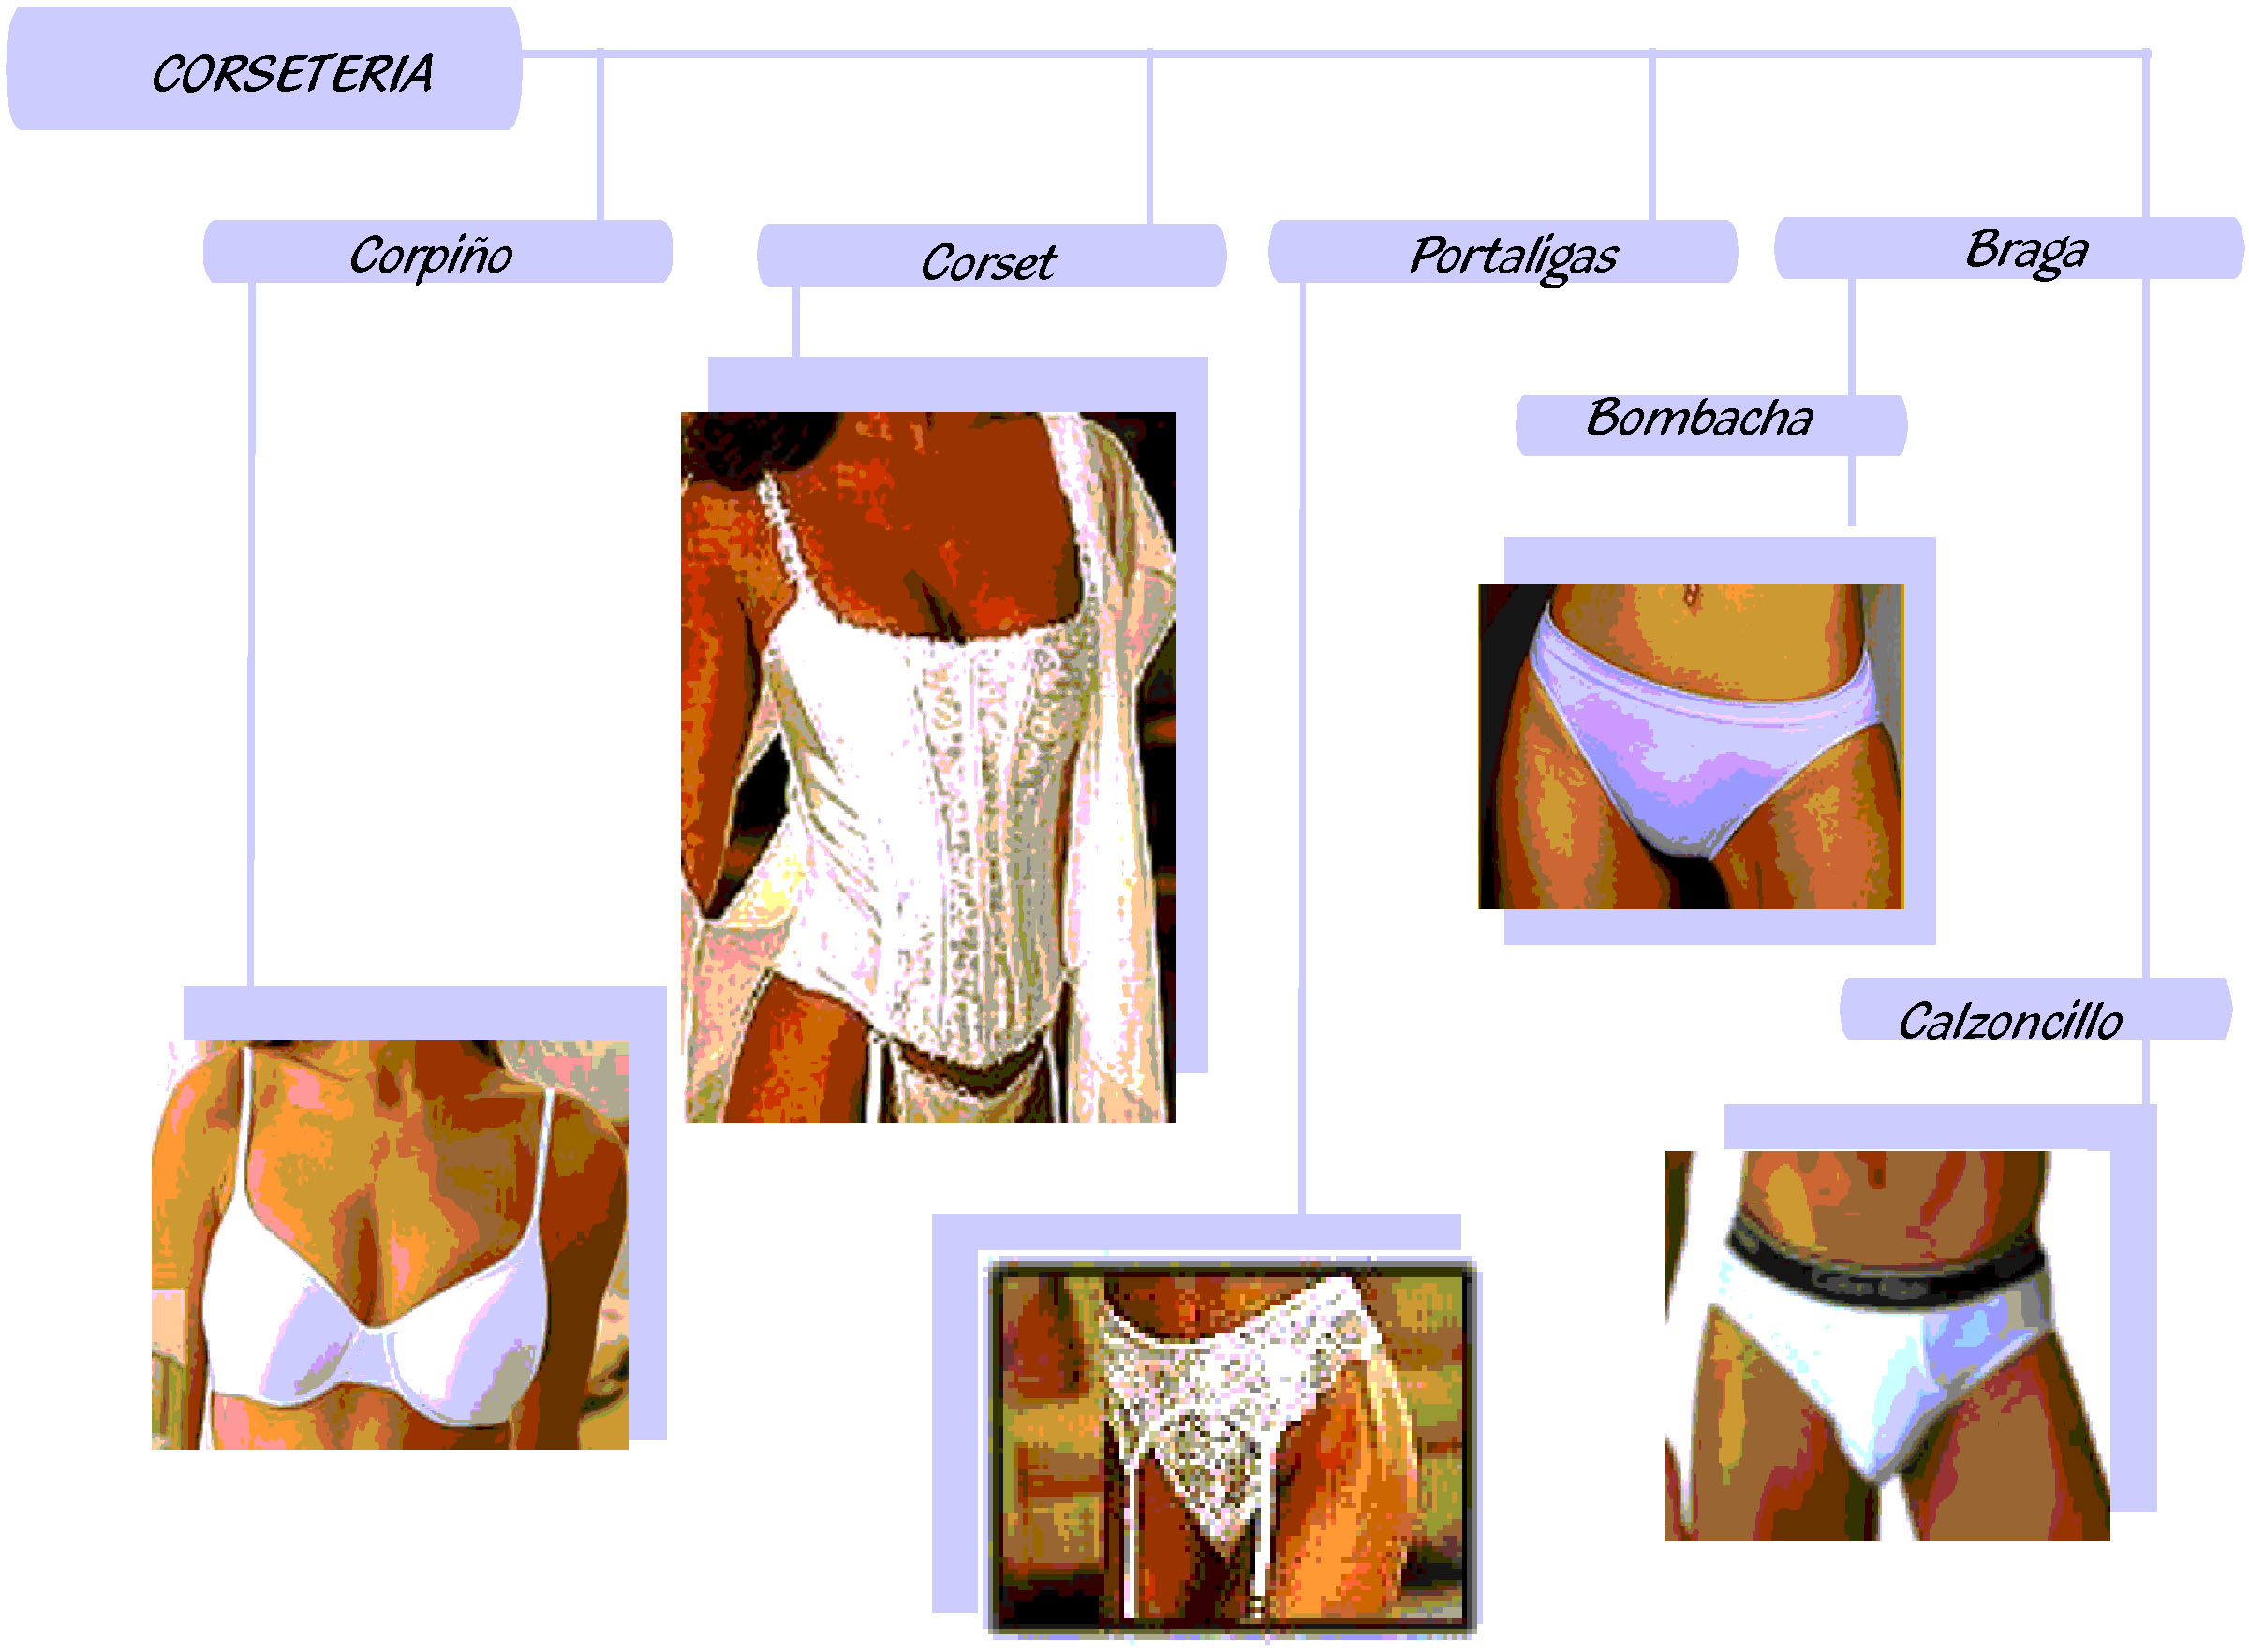 CORSETERIA
Corpiño
Corset
Portaligas
Braga
Bombacha
Calzoncillo